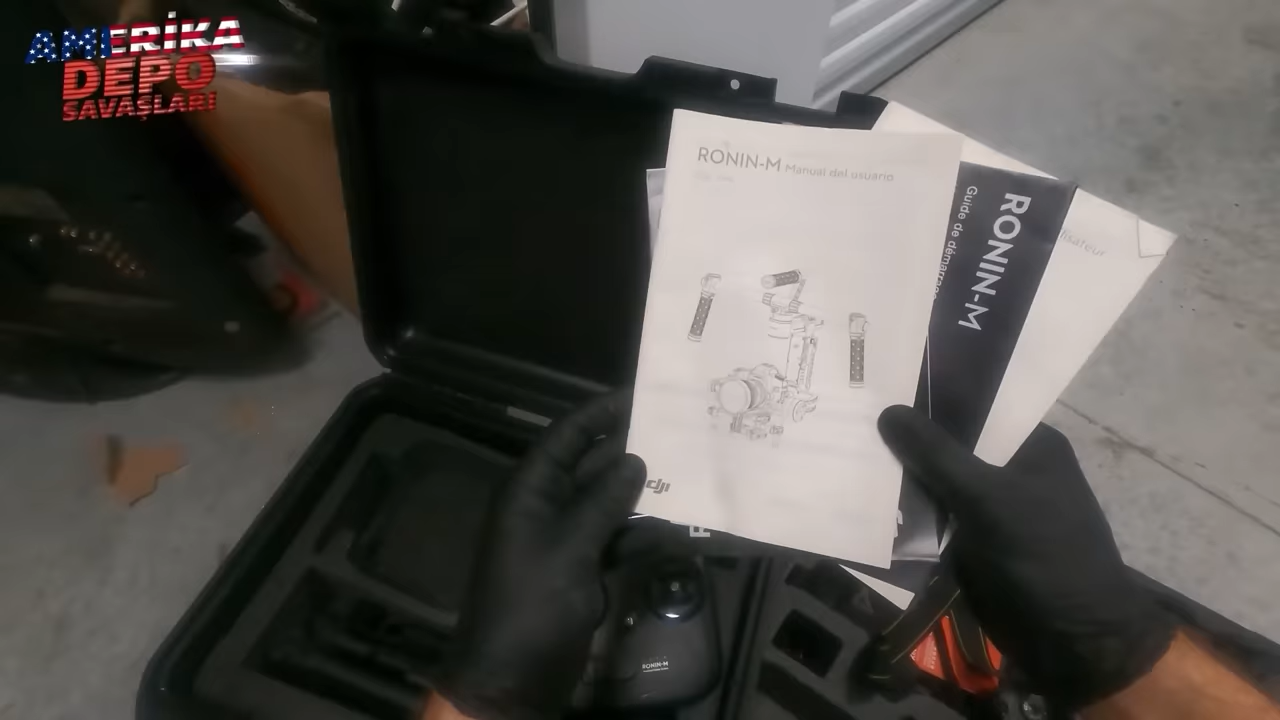 AMERİKA
DEPO
SAVAŞLARI
RONIN-M Manual del usuario
dji
RONIN-M
Guide de démarrage
RONIN-M